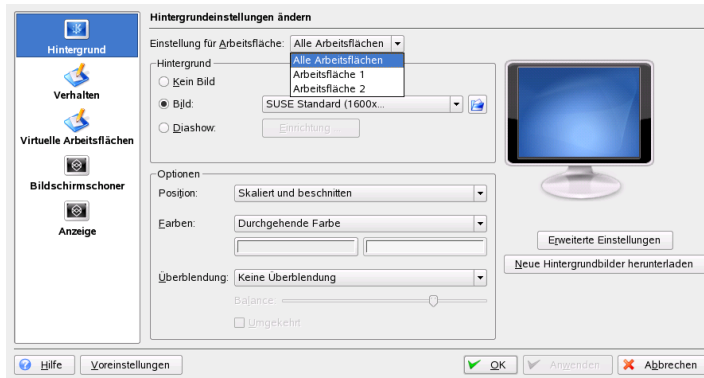 Hintergrund
Verhalten
Virtuelle Arbeitsflächen
Bildschirmschoner
Anzeige
Hintergrundeinstellungen ändern
Einstellung für Arbeitsfläche: Alle Arbeitsflächen
Alle Arbeitsflächen
Arbeitsfläche 1
Arbeitsfläche 2
Hintergrund
Kein Bild
Bild: SUSE Standard (1600x...
Diashow: Einrichtung...
Optionen
Position: Skaliert und beschnitten
Farben: Durchgehende Farbe
Überblendung: Keine Überblendung
Balance:
Umgekehrt
Erweiterte Einstellungen
Neue Hintergrundbilder herunterladen
Hilfe Voreinstellungen OK Anwenden Abbrechen